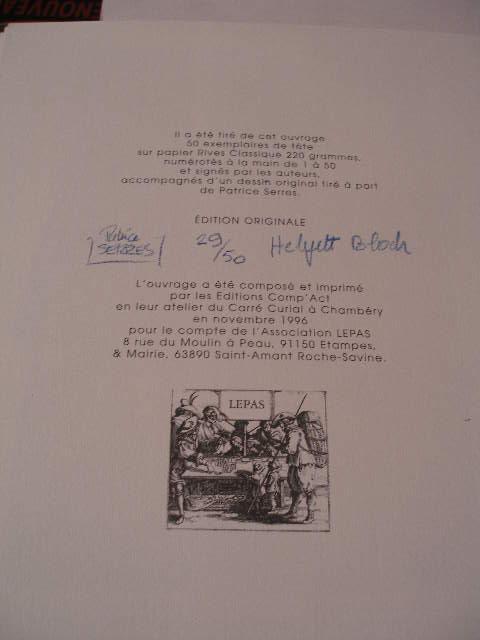 ENOUVEA
Il a été tiré de cet ouvrage
50 exemplaires de tête
sur papier Rives Classique 220 grammes,
numérotés à la main de 1 à 50
et signés par les auteurs,
accompagnés d'un dessin original tiré à part
de Patrice Serres.
ÉDITION ORIGINALE
Patrice
SERRES
29/50
Helyett Bloch
L'ouvrage a été composé et imprimé
par les Editions Comp'Act
en leur atelier du Carré Curial à Chambéry
en novembre 1996
pour le compte de l'Association LEPAS
8 rue du Moulin à Peau, 91150 Etampes,
& Mairie, 63890 Saint-Amant Roche-Savine.
LEPAS